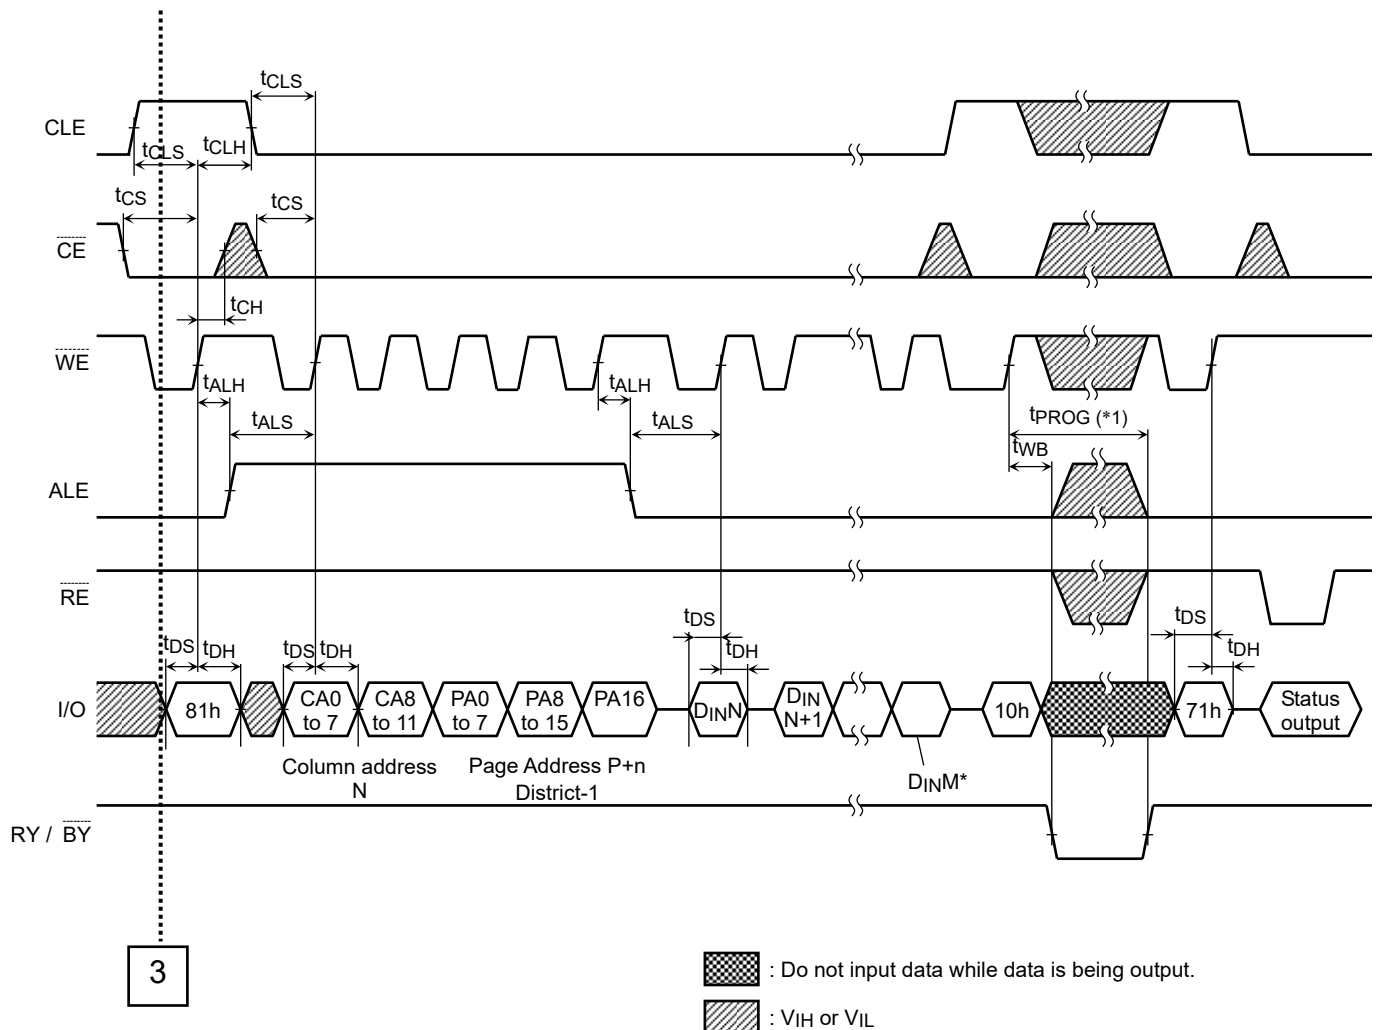 tCLS
CLE
tCLS
tCLH
tCS
tCS
CE
tCH
WE
tALH
tALH
tPROG (*1)
tALS
tALS
tWB
ALE
RE
tDS
tDH
tDS
tDH
tDS
tDH
tDS
tDH
I/O
81h
CA0 to 7
CA8 to 11
PA0 to 7
PA8 to 15
PA16
DINN
DIN N+1
10h
71h
Status output
Column address N
Page Address P+n District-1
DINM*
RY / BY
3
: Do not input data while data is being output.
: VIH or VIL